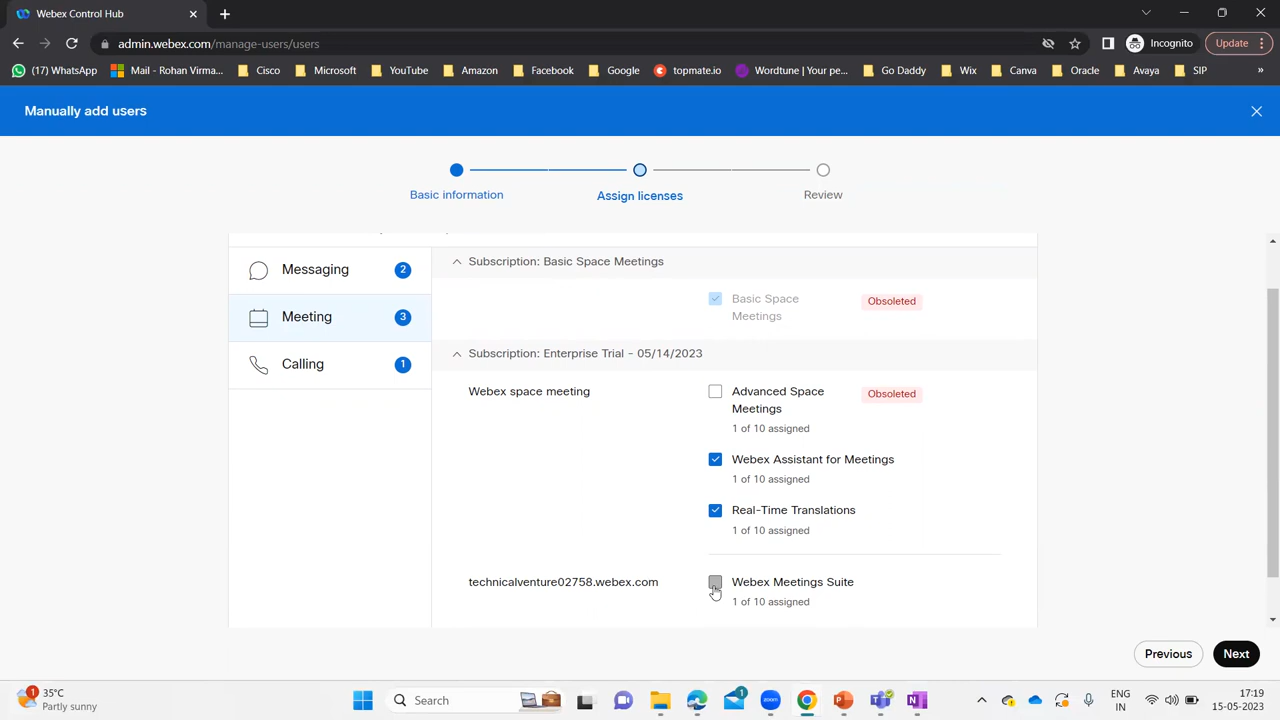 Webex Control Hub
admin.webex.com/manage-users/users
Incognito
Update
(17) WhatsApp
Mail - Rohan Virma...
Cisco
Microsoft
YouTube
Amazon
Facebook
Google
topmate.io
Wordtune | Your pe...
Go Daddy
Wix
Canva
Oracle
Avaya
SIP
»
Manually add users
Basic information
Assign licenses
Review
Messaging
2
Meeting
3
Calling
1
Subscription: Basic Space Meetings
Basic Space
Meetings
Obsoleted
Subscription: Enterprise Trial - 05/14/2023
Webex space meeting
Advanced Space
Meetings
Obsoleted
1 of 10 assigned
Webex Assistant for Meetings
1 of 10 assigned
Real-Time Translations
1 of 10 assigned
technicalventure02758.webex.com
Webex Meetings Suite
1 of 10 assigned
Previous
Next
1
35°C
Partly sunny
Search
zoom
1
ENG
IN
17:19
15-05-2023